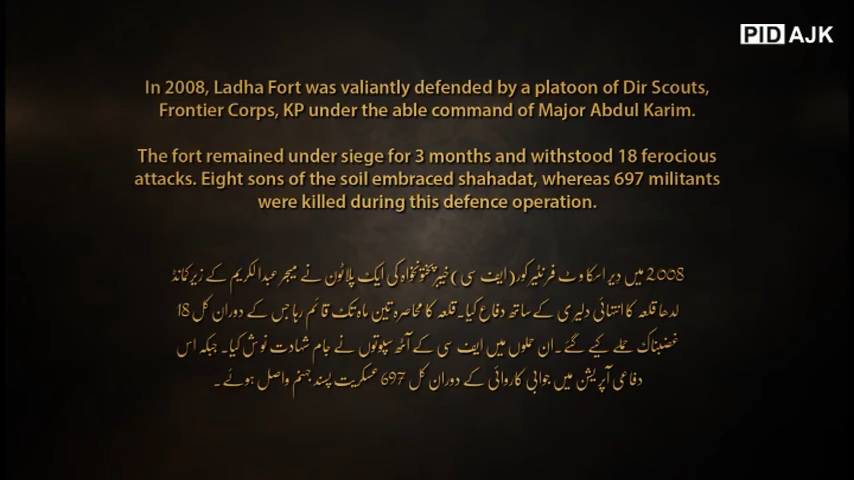 PID AJK
In 2008, Ladha Fort was valiantly defended by a platoon of Dir Scouts,
Frontier Corps, KP under the able command of Major Abdul Karim.
The fort remained under siege for 3 months and withstood 18 ferocious
attacks. Eight sons of the soil embraced shahadat, whereas 697 militants
were killed during this defence operation.
2008 میں دیر اسکاوٹ فرنٹیر کور (ایف سی) خیبر پختونخواہ کی ایک پلاٹون نے میجر عبدالکریم کے زیر کمانڈ
لدھا قلعہ کا انتہائی دلیری کے ساتھ دفاع کیا۔ قلعہ کا محاصرہ تین ماہ تک قائم رہا جس کے دوران کل 18
غضبناک حملے کیے گئے۔ ان حملوں میں ایف سی کے آٹھ سپوتوں نے جام شہادت نوش کیا۔ جبکہ اس
دفاعی آپریشن میں جوابی کاروائی کے دوران کل 697 عسکریت پسند جہنم واصل ہوئے۔